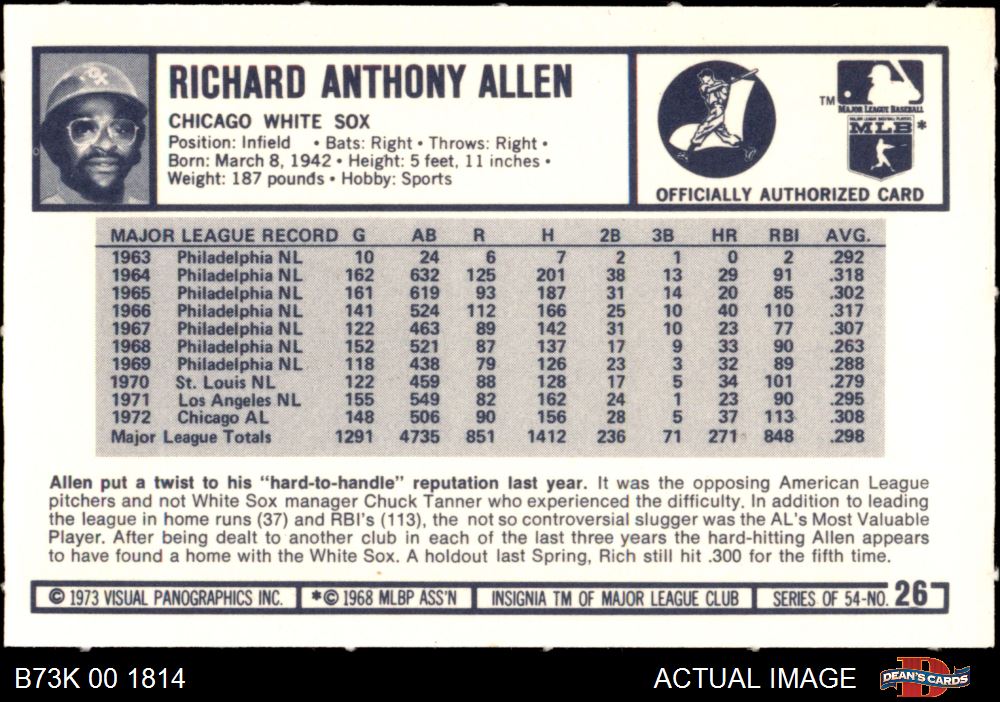 SOX
RICHARD ANTHONY ALLEN
CHICAGO WHITE SOX
Position: Infield • Bats: Right • Throws: Right •
Born: March 8, 1942 • Height: 5 feet, 11 inches •
Weight: 187 pounds • Hobby: Sports
TM
MAJOR LEAGUE BASEBALL
MAJOR LEAGUE BASEBALL PLAYERS
MLB*
OFFICIALLY AUTHORIZED CARD
MAJOR LEAGUE RECORD G AB R H 2B 3B HR RBI AVG.
1963 Philadelphia NL 10 24 6 7 2 1 0 2 .292
1964 Philadelphia NL 162 632 125 201 38 13 29 91 .318
1965 Philadelphia NL 161 619 93 187 31 14 20 85 .302
1966 Philadelphia NL 141 524 112 166 25 10 40 110 .317
1967 Philadelphia NL 122 463 89 142 31 10 23 77 .307
1968 Philadelphia NL 152 521 87 137 17 9 33 90 .263
1969 Philadelphia NL 118 438 79 126 23 3 32 89 .288
1970 St. Louis NL 122 459 88 128 17 5 34 101 .279
1971 Los Angeles NL 155 549 82 162 24 1 23 90 .295
1972 Chicago AL 148 506 90 156 28 5 37 113 .308
Major League Totals 1291 4735 851 1412 236 71 271 848 .298
Allen put a twist to his "hard-to-handle" reputation last year. It was the opposing American League
pitchers and not White Sox manager Chuck Tanner who experienced the difficulty. In addition to leading
the league in home runs (37) and RBI's (113), the not so controversial slugger was the AL's Most Valuable
Player. After being dealt to another club in each of the last three years the hard-hitting Allen appears
to have found a home with the White Sox. A holdout last Spring, Rich still hit .300 for the fifth time.
© 1973 VISUAL PANOGRAPHICS INC. *© 1968 MLBP ASS'N INSIGNIA TM OF MAJOR LEAGUE CLUB SERIES OF 54-NO. 26
B73K 00 1814 ACTUAL IMAGE DEAN'S CARDS